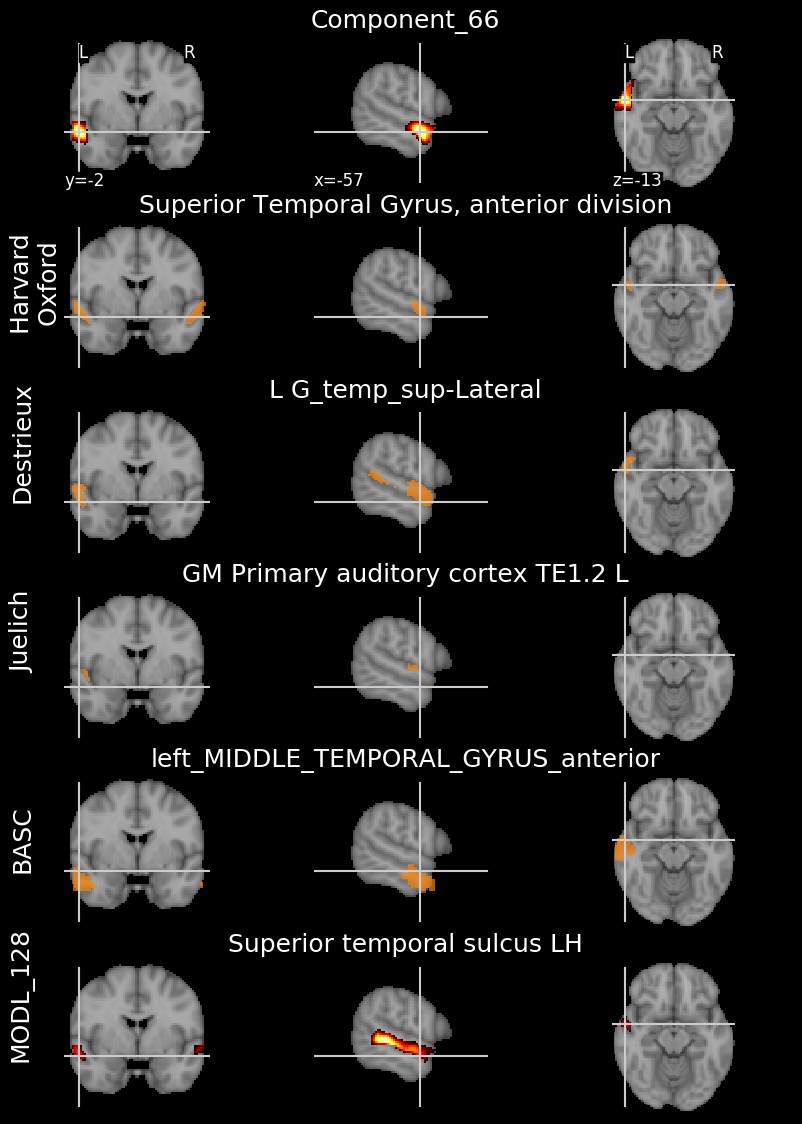 Component_66
L R
L R
y=-2
x=-57
z=-13
Superior Temporal Gyrus, anterior division
Harvard
Oxford
L G_temp_sup-Lateral
Destrieux
GM Primary auditory cortex TE1.2 L
Juelich
left_MIDDLE_TEMPORAL_GYRUS_anterior
BASC
Superior temporal sulcus LH
MODL_128